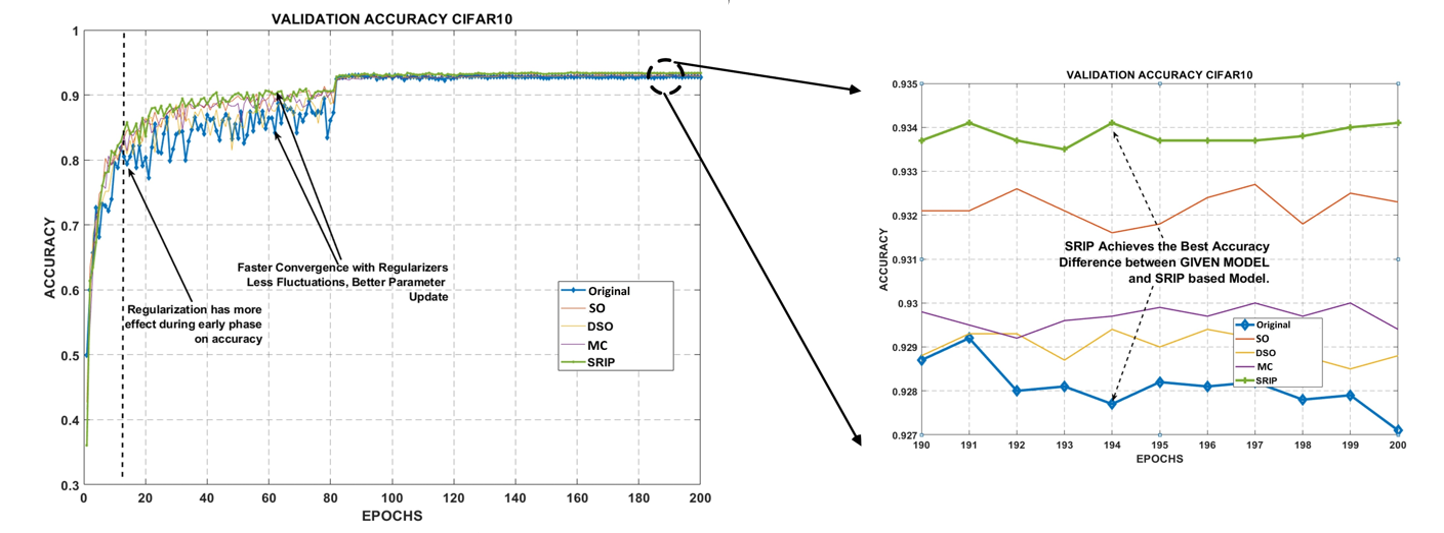 VALIDATION ACCURACY CIFAR10
1
0.9
0.8
0.7
0.6
0.5
0.4
0.3
ACCURACY
0
20
40
60
80
100
120
140
160
180
200
EPOCHS
Faster Convergence with Regularizers
Less Fluctuations, Better Parameter
Update
Regularization has more
effect during early phase
on accuracy
Original
SO
DSO
MC
SRIP
VALIDATION ACCURACY CIFAR10
0.935
0.934
0.933
0.932
0.931
0.93
0.929
0.928
0.927
ACCURACY
190
191
192
193
194
195
196
197
198
199
200
EPOCHS
SRIP Achieves the Best Accuracy
Difference between GIVEN MODEL
and SRIP based Model.
Original
SO
DSO
MC
SRIP